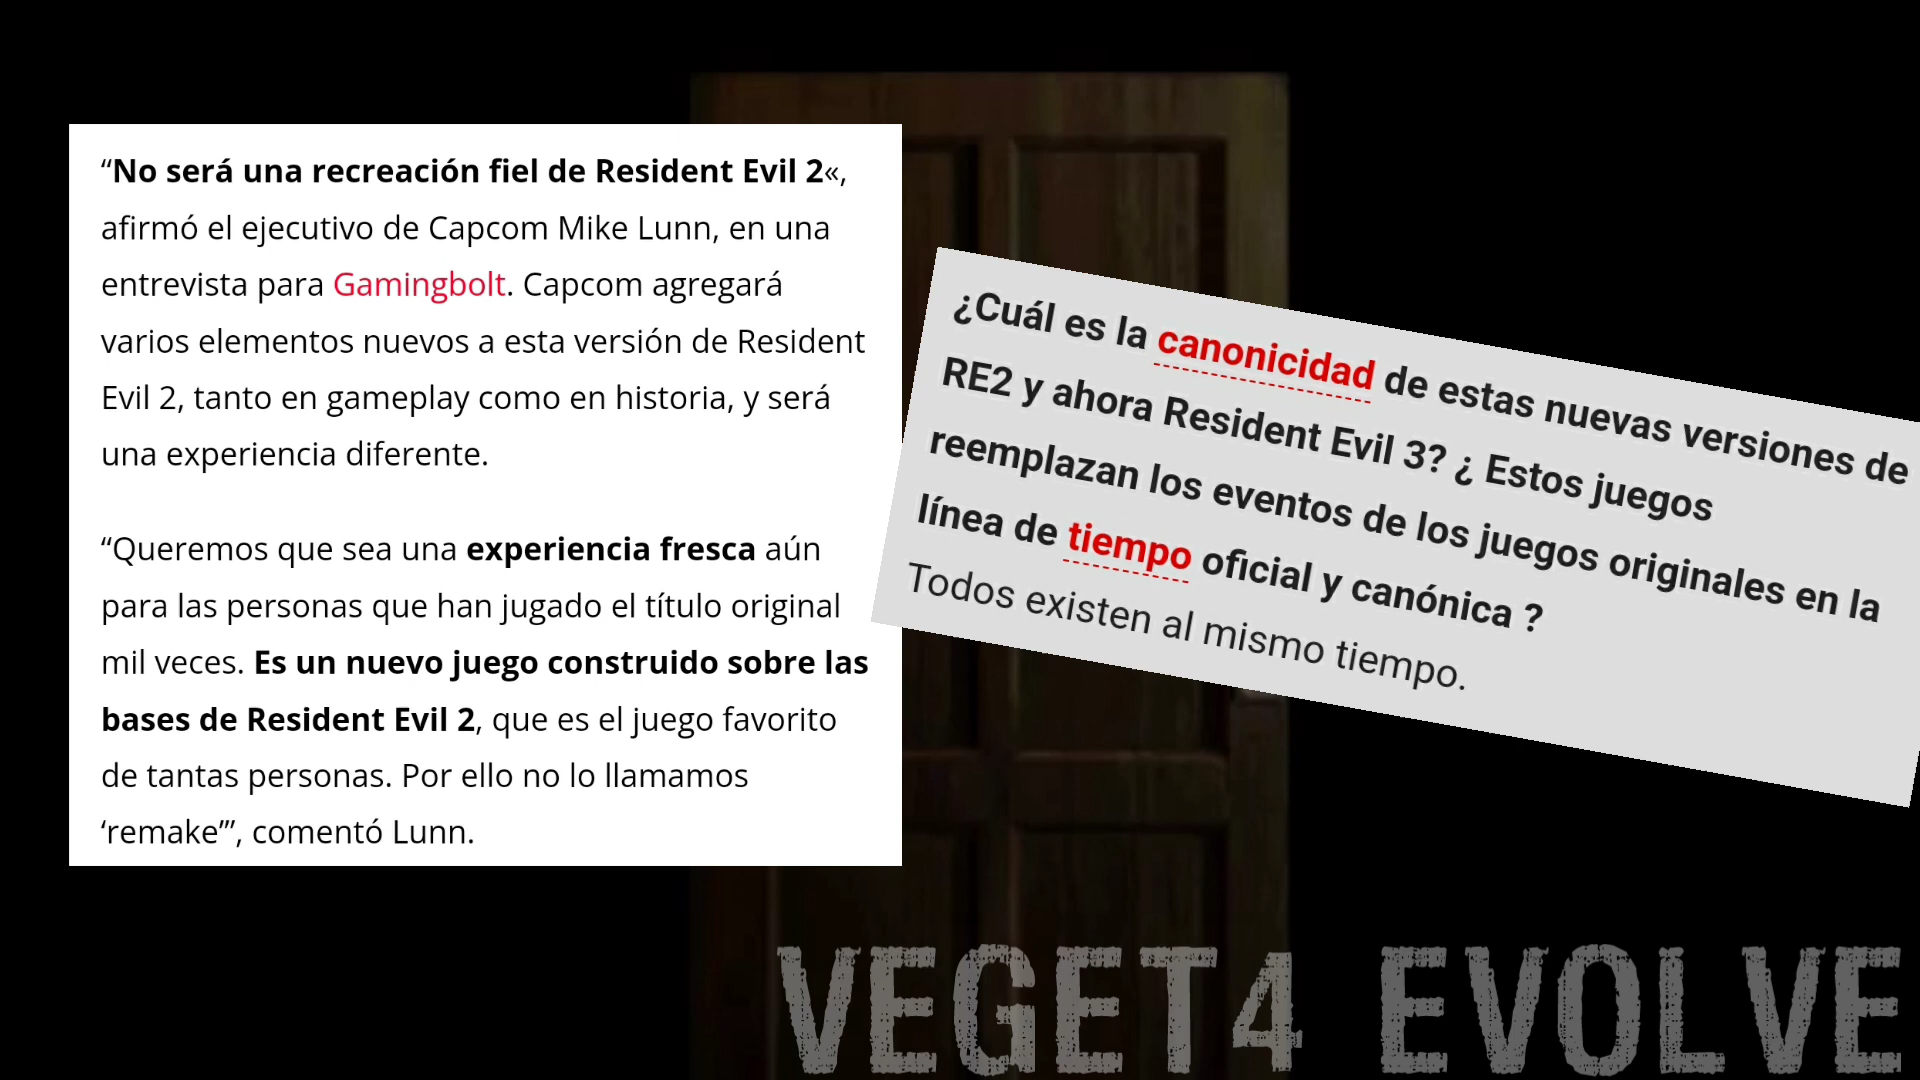 “No será una recreación fiel de Resident Evil 2«,
afirmó el ejecutivo de Capcom Mike Lunn, en una
entrevista para Gamingbolt. Capcom agregará
varios elementos nuevos a esta versión de Resident
Evil 2, tanto en gameplay como en historia, y será
una experiencia diferente.
“Queremos que sea una experiencia fresca aún
para las personas que han jugado el título original
mil veces. Es un nuevo juego construido sobre las
bases de Resident Evil 2, que es el juego favorito
de tantas personas. Por ello no lo llamamos
‘remake’”, comentó Lunn.
¿Cuál es la canonicidad de estas nuevas versiones de
RE2 y ahora Resident Evil 3? ¿ Estos juegos
reemplazan los eventos de los juegos originales en la
línea de tiempo oficial y canónica ?
Todos existen al mismo tiempo.
VEGET4 EVOLVE